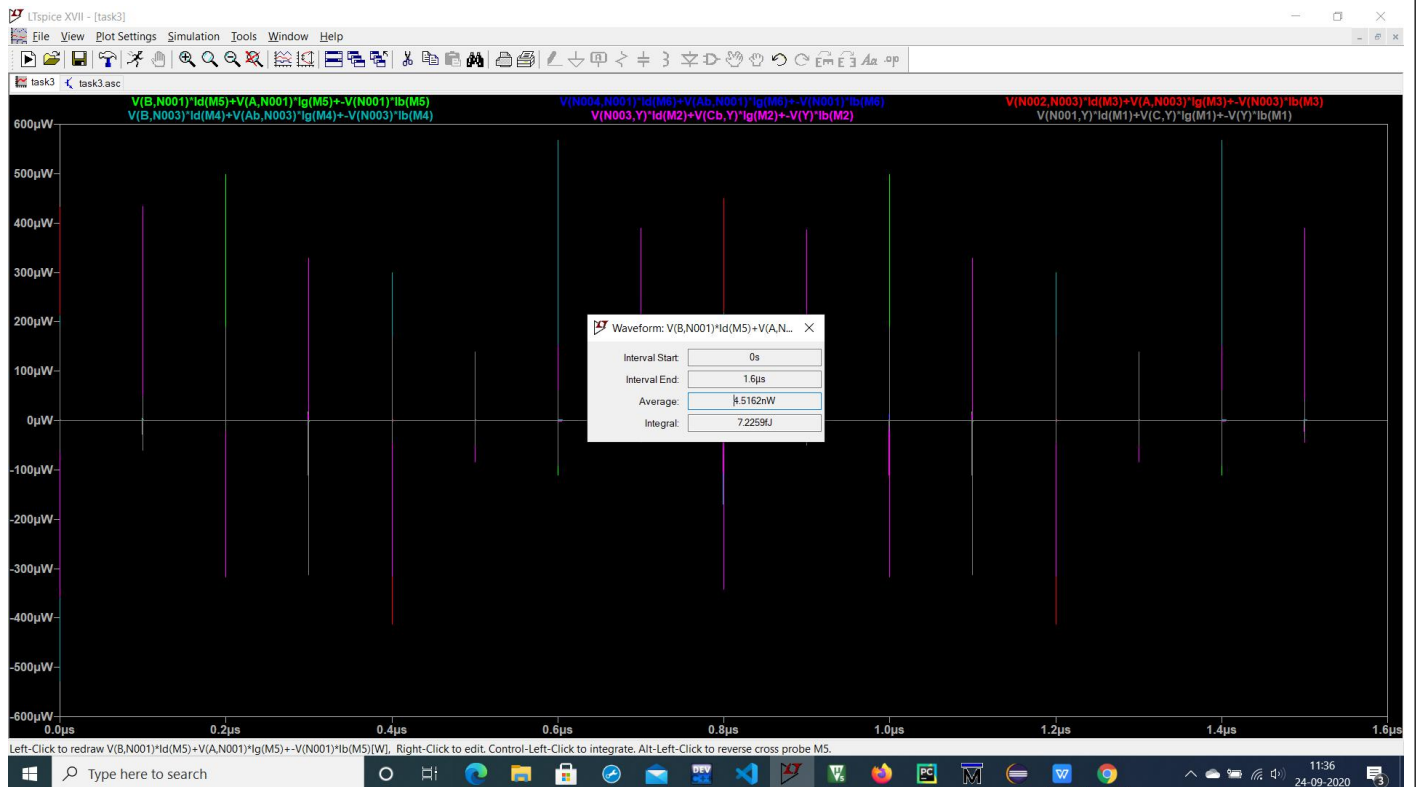 LTspice XVII - [task3]
File View Plot Settings Simulation Tools Window Help
task3 task3.asc
V(B,N001)*Id(M5)+V(A,N001)*Ig(M5)+-V(N001)*Ib(M5) V(N004,N001)*Id(M6)+V(Ab,N001)*Ig(M6)+-V(N001)*Ib(M6) V(N002,N003)*Id(M3)+V(A,N003)*Ig(M3)+-V(N003)*Ib(M3)
V(B,N003)*Id(M4)+V(Ab,N003)*Ig(M4)+-V(N003)*Ib(M4) V(N003,Y)*Id(M2)+V(Cb,Y)*Ig(M2)+-V(Y)*Ib(M2) V(N001,Y)*Id(M1)+V(C,Y)*Ig(M1)+-V(Y)*Ib(M1)
600µW
500µW
400µW
300µW
200µW
100µW
0µW
-100µW
-200µW
-300µW
-400µW
-500µW
-600µW
Waveform: V(B,N001)*Id(M5)+V(A,N...
Interval Start: 0s
Interval End: 1.6µs
Average: 4.5162nW
Integral: 7.2259fJ
0.0µs 0.2µs 0.4µs 0.6µs 0.8µs 1.0µs 1.2µs 1.4µs 1.6µs
Left-Click to redraw V(B,N001)*Id(M5)+V(A,N001)*Ig(M5)+-V(N001)*Ib(M5)[W], Right-Click to edit. Control-Left-Click to integrate. Alt-Left-Click to reverse cross probe M5.
Type here to search
11:36
24-09-2020
3